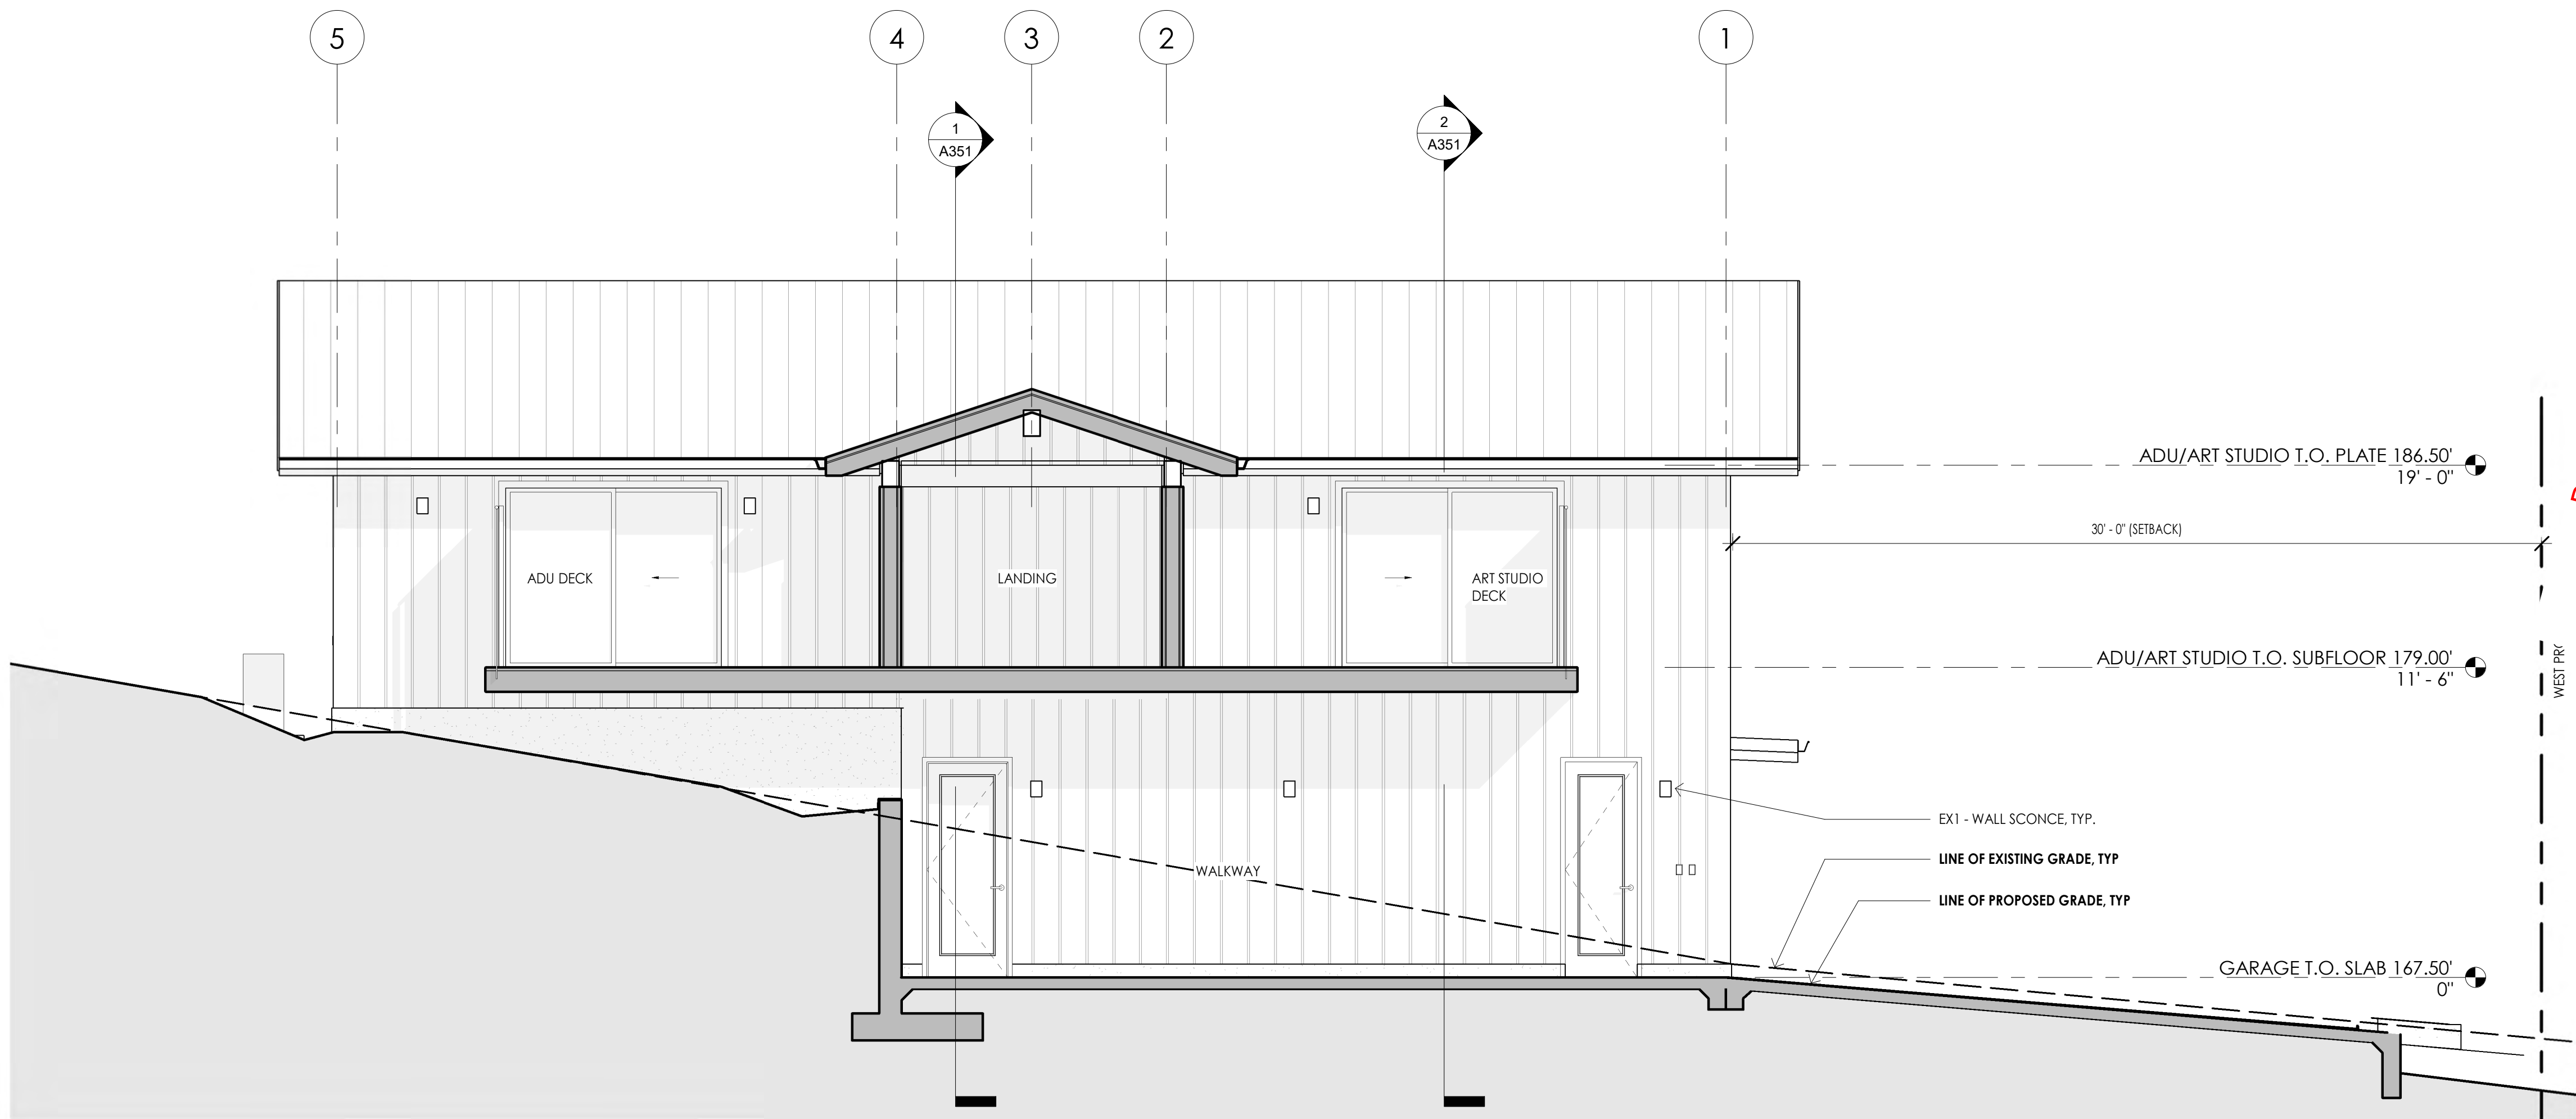 5
4
3
2
1
1
A351
2
A351
ADU/ART STUDIO T.O. PLATE 186.50'
19' - 0"
30' - 0" (SETBACK)
ADU DECK
LANDING
ART STUDIO
DECK
ADU/ART STUDIO T.O. SUBFLOOR 179.00'
11' - 6"
WEST
EX1 - WALL SCONCE, TYP.
LINE OF EXISTING GRADE, TYP
WALKWAY
LINE OF PROPOSED GRADE, TYP
GARAGE T.O. SLAB 167.50'
0"